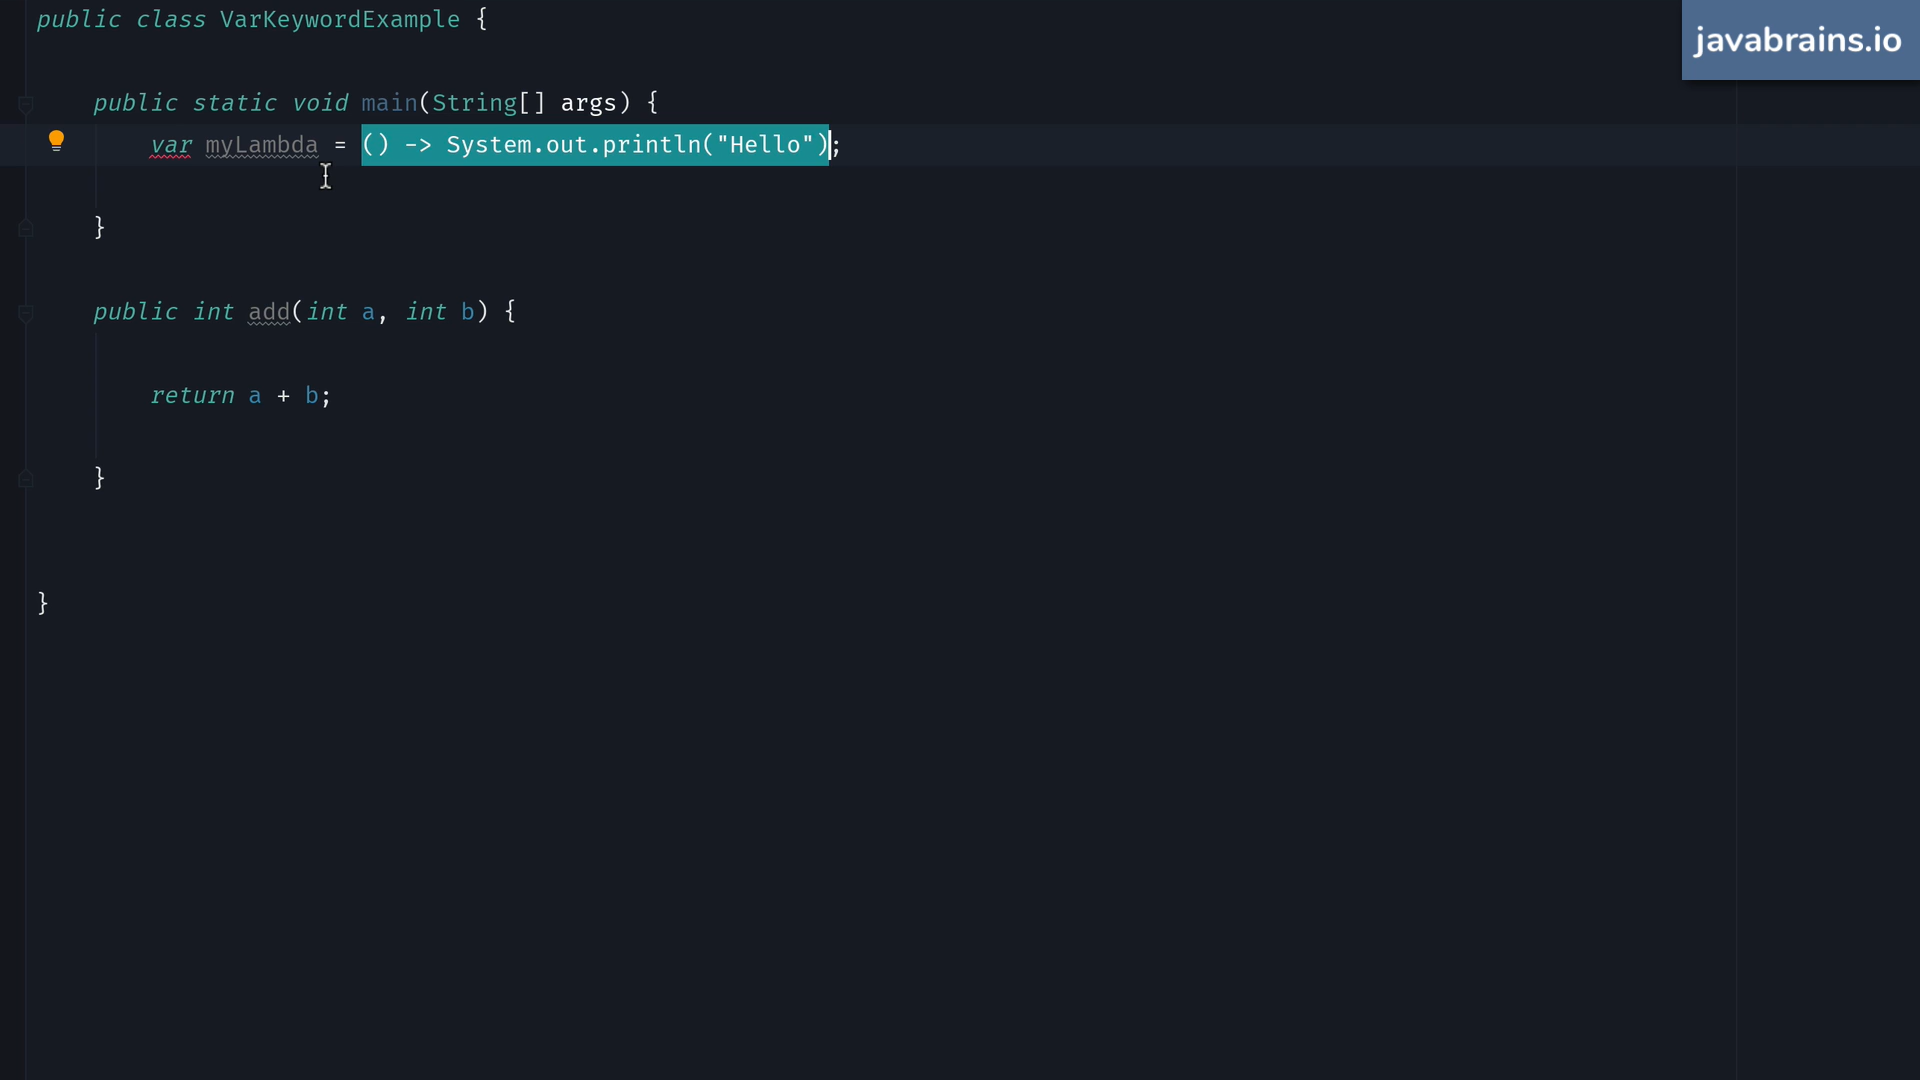 public class VarKeywordExample {
javabrains.io
public static void main(String[] args) {
var myLambda = () -> System.out.println("Hello");
}
public int add(int a, int b) {
return a + b;
}
}